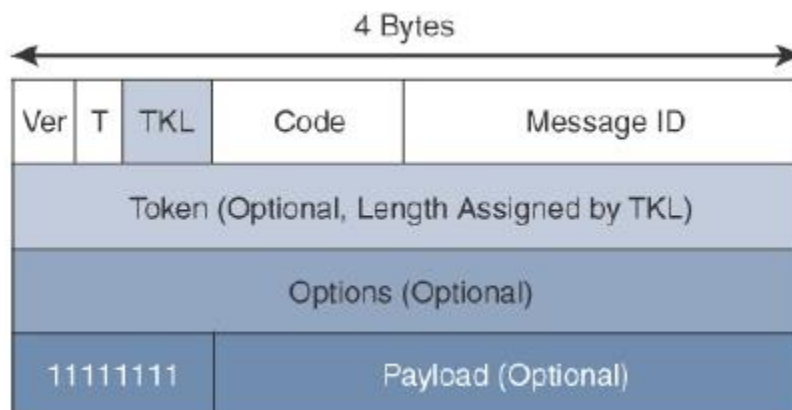 4 Bytes
Ver T TKL Code Message ID
Token (Optional, Length Assigned by TKL)
Options (Optional)
11111111 Payload (Optional)